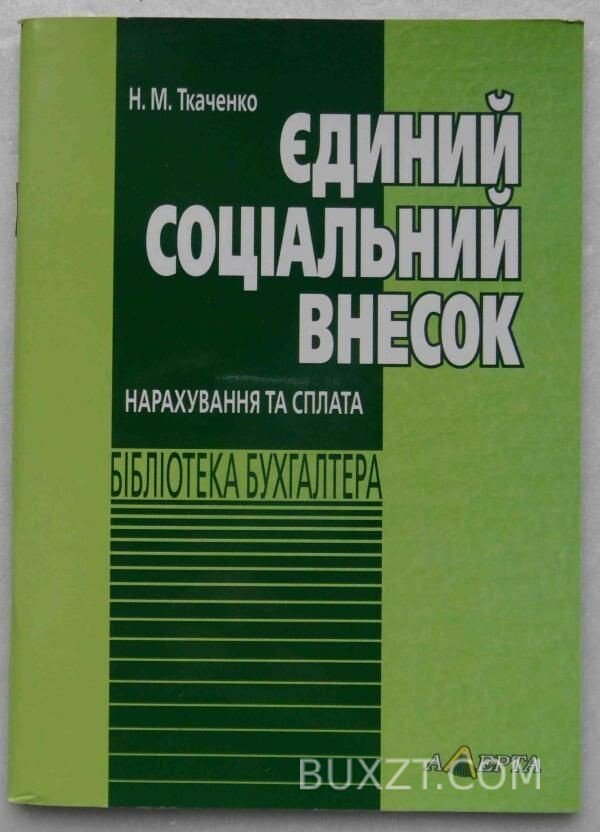 Н. М. Ткаченко
ЄДИНИЙ
СОЦІАЛЬНИЙ
ВНЕСОК
НАРАХУВАННЯ ТА СПЛАТА
БІБЛІОТЕКА БУХГАЛТЕРА
АЛЕРТА
BUXZT.COM